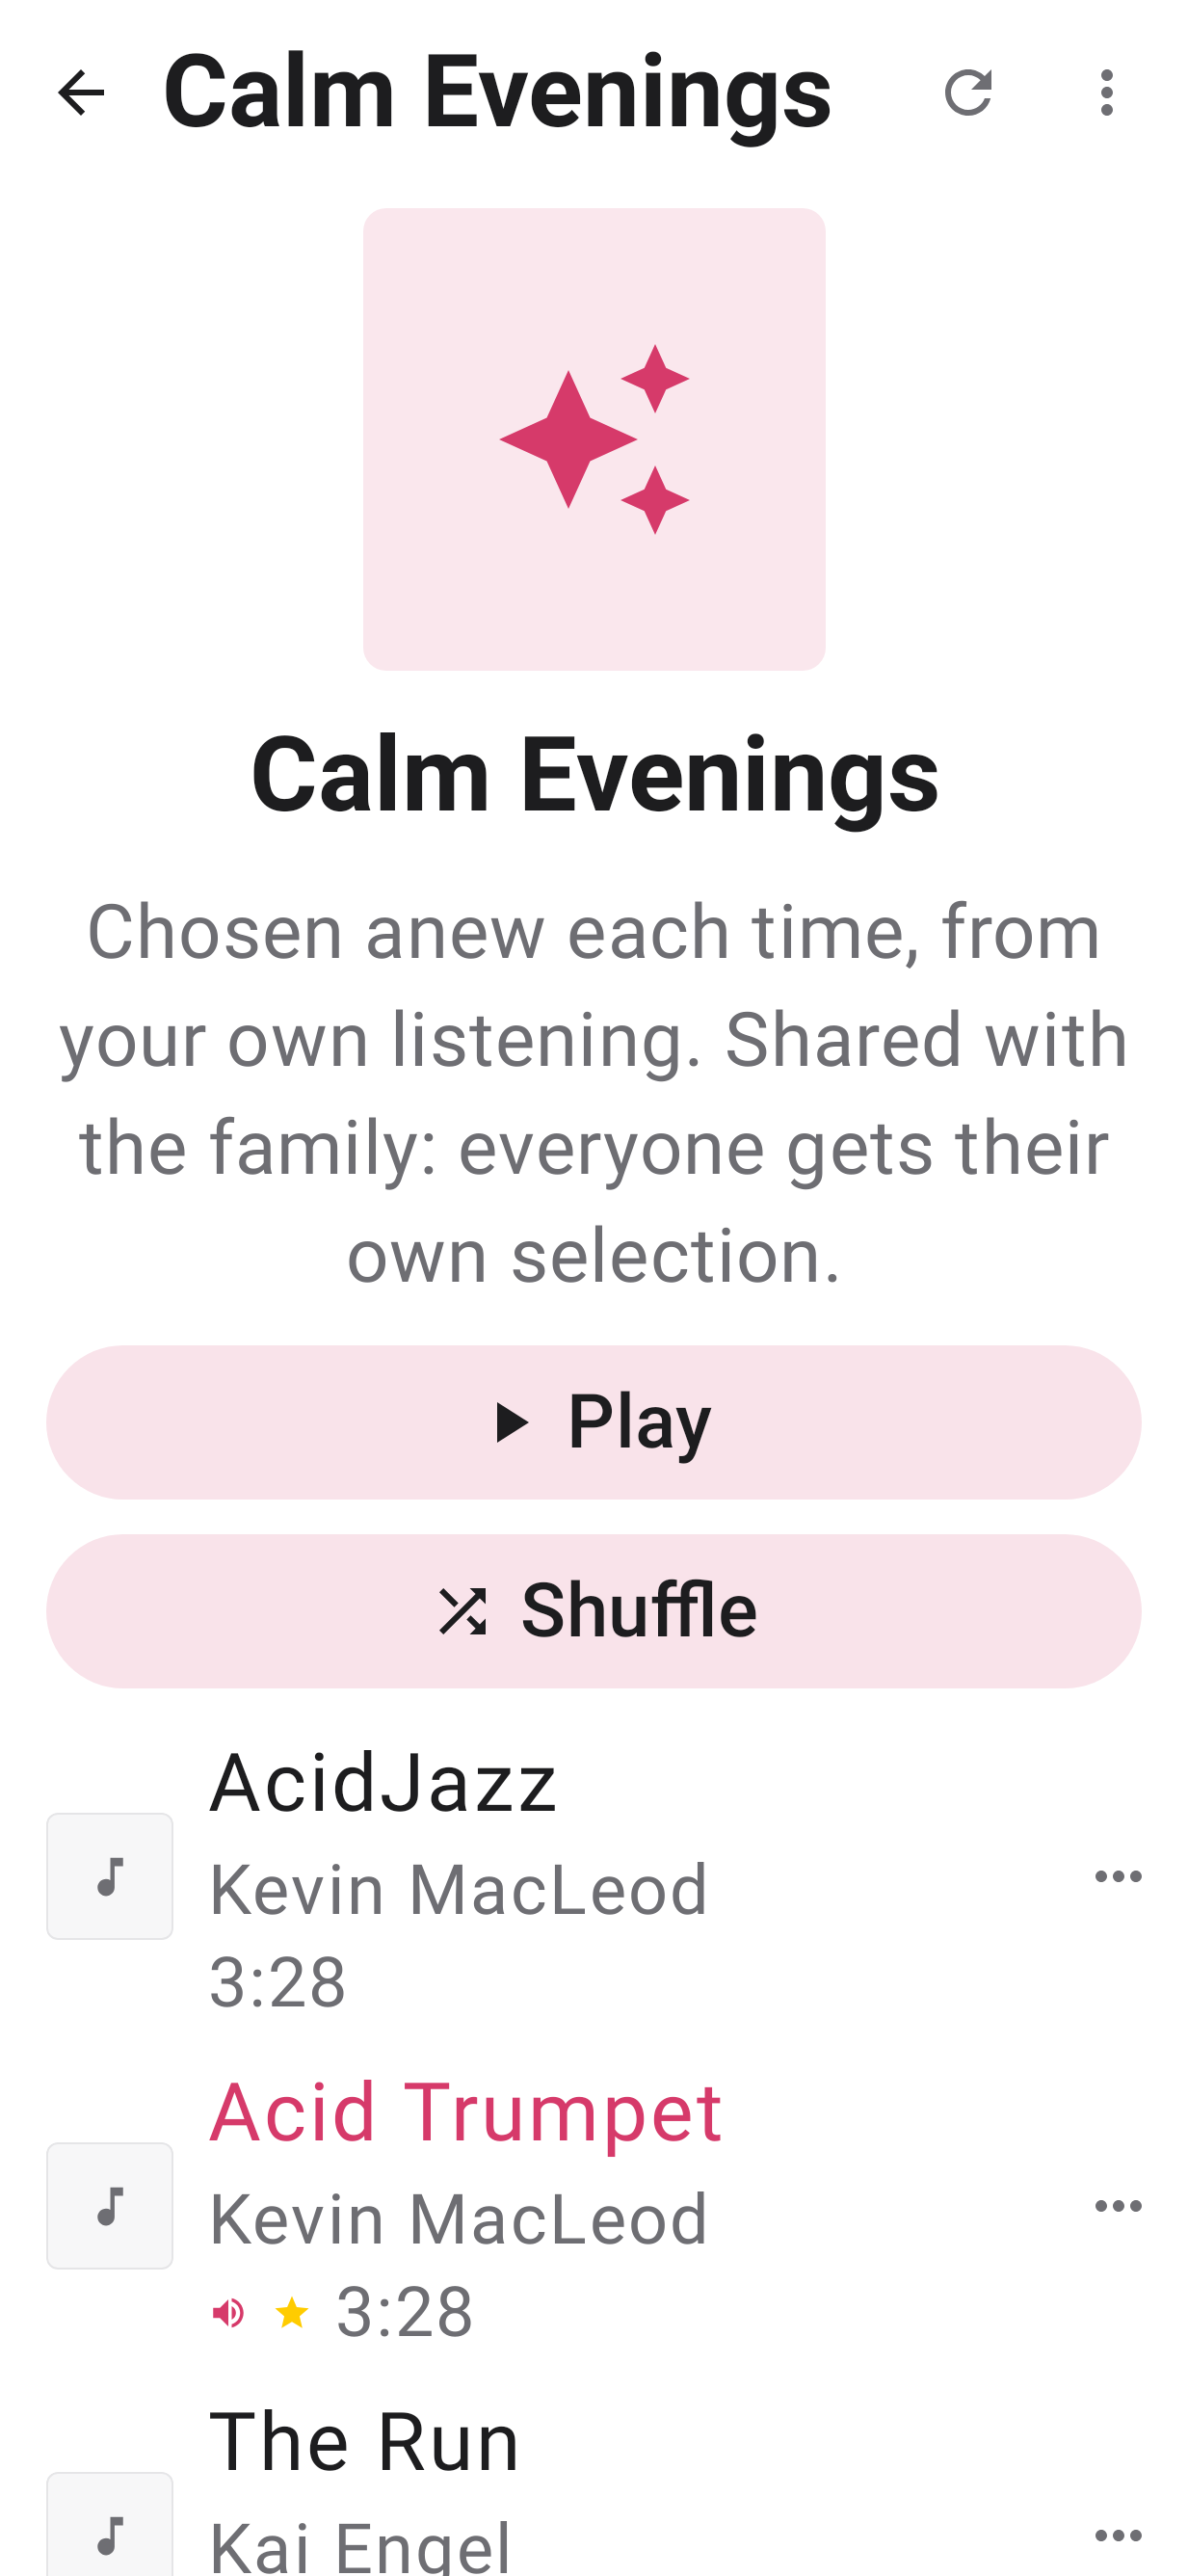 Calm Evenings
Calm Evenings
Chosen anew each time, from
your own listening. Shared with
the family: everyone gets their
own selection.
Play
Shuffle
AcidJazz
Kevin MacLeod
3:28
Acid Trumpet
Kevin MacLeod
3:28
The Run
Kai Engel